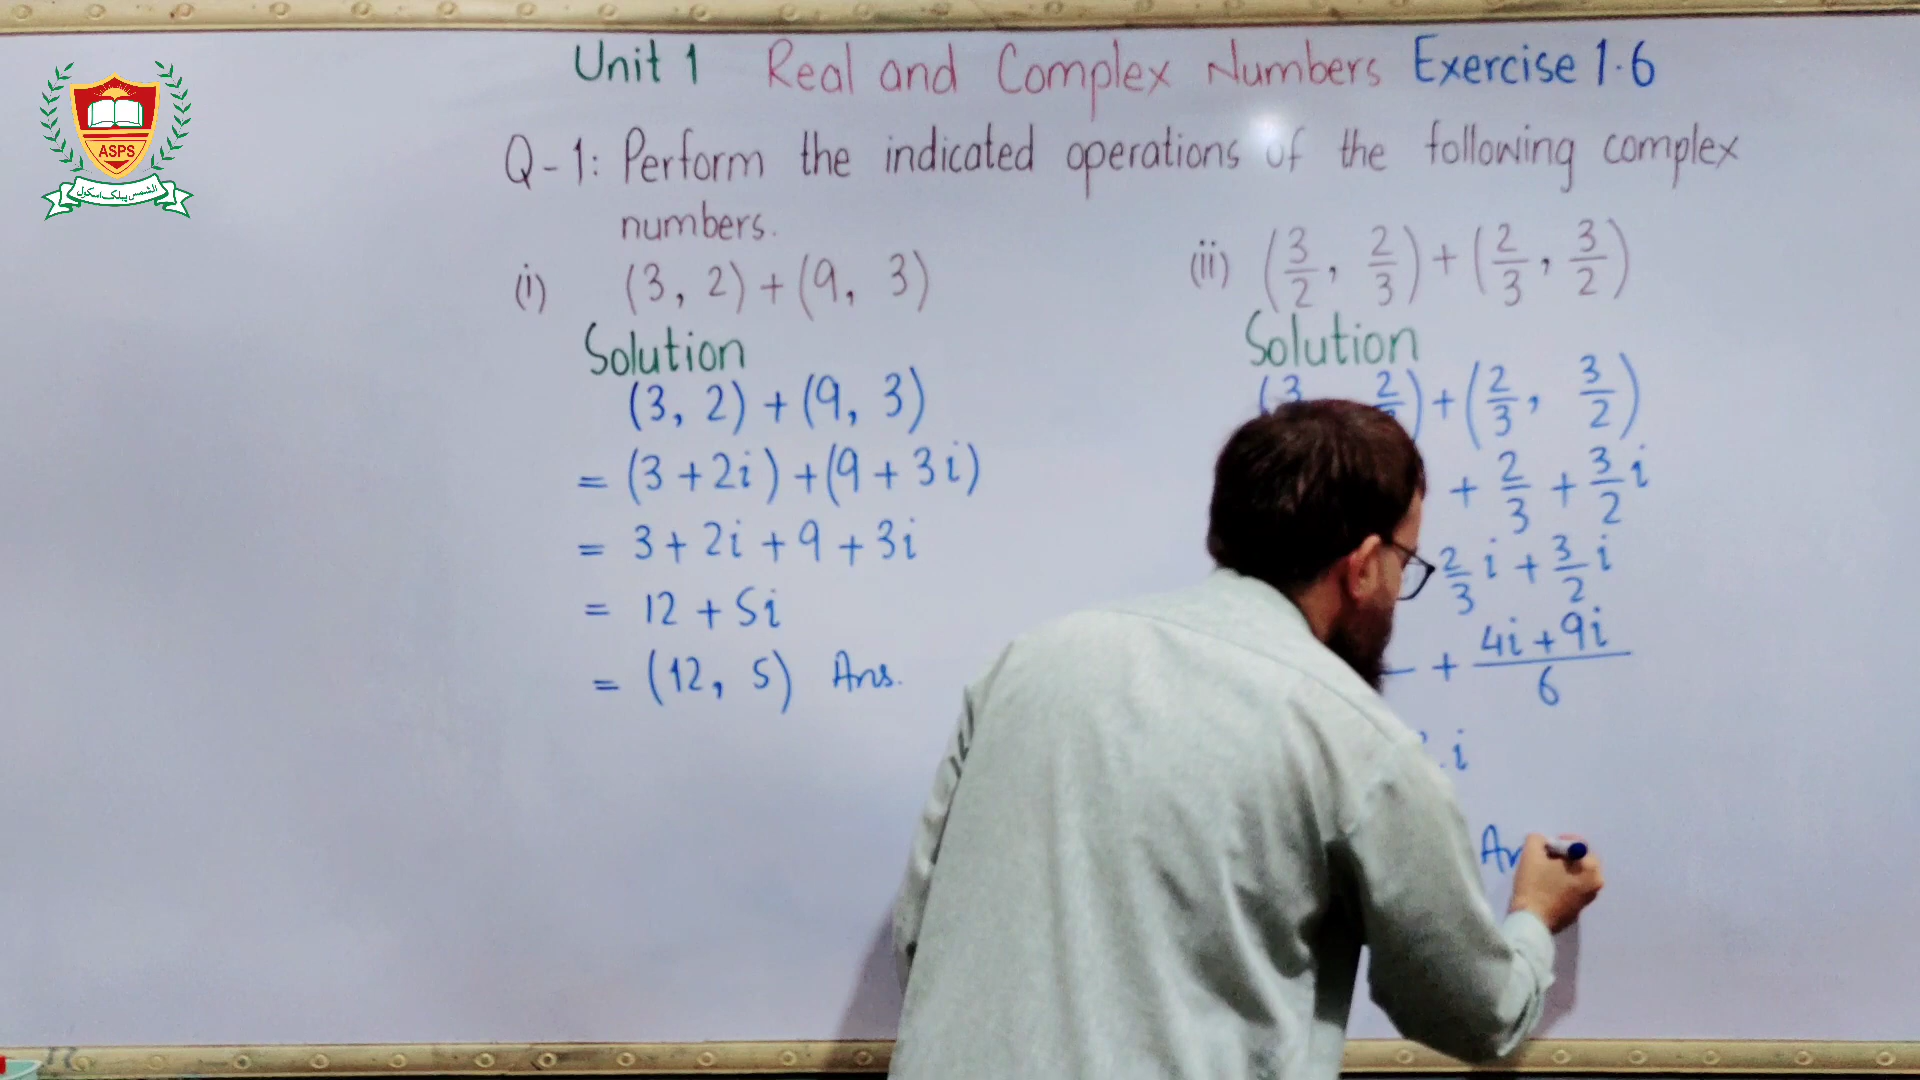 Unit 1 Real and Complex Numbers Exercise 1.6
Q-1: Perform the indicated operations of the following complex
numbers.
(i) (3, 2) + (9, 3)
Solution
(3, 2) + (9, 3)
= (3 + 2i) + (9 + 3i)
= 3 + 2i + 9 + 3i
= 12 + 5i
= (12, 5) Ans.
(ii) (3/2, 2/3) + (2/3, 3/2)
Solution
+ (2/3, 3/2)
+ 2/3 + 3/2 i
2/3 i + 3/2 i
+ 4i + 9i / 6
i
ASPS
الشمس پبلک اسکول